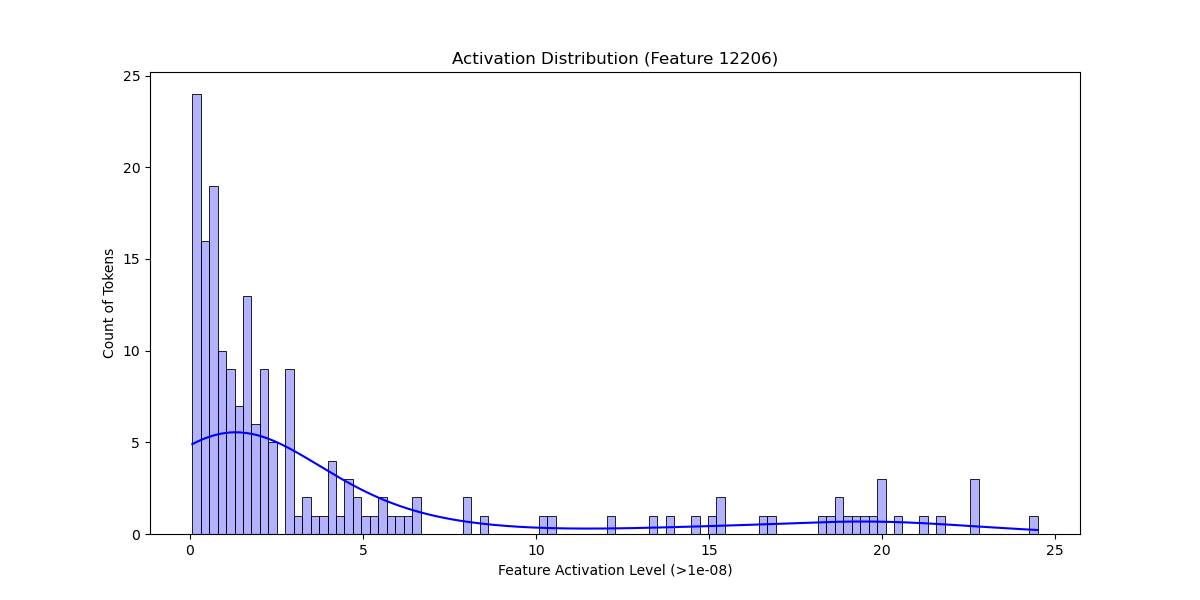 Activation Distribution (Feature 12206)
25
20
15
10
5
0
Count of Tokens
0 5 10 15 20 25
Feature Activation Level (>1e-08)